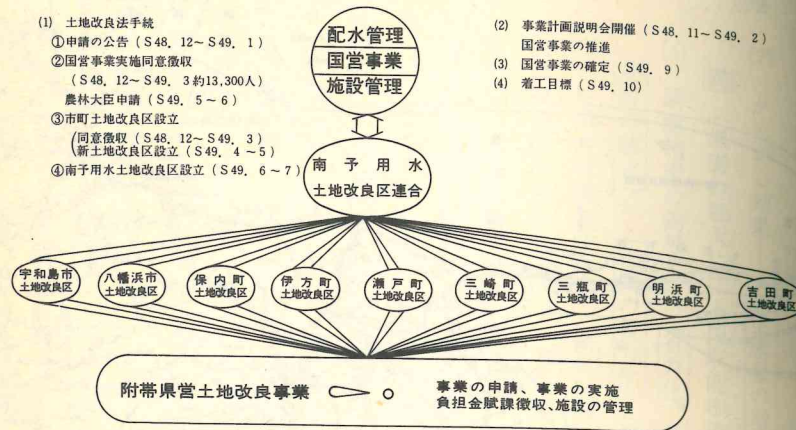 (1) 土地改良法手続
①申請の公告（S48．12～S49．1）
②国営事業実施同意徴収
（S48．12～S49．3 約13,300人）
農林大臣申請（S49．5～6）
③市町土地改良区設立
（同意徴収（S48．12～S49．3）
新土地改良区設立（S49．4～5）
④南予用水土地改良区設立（S49．6～7）
(2) 事業計画説明会開催（S48．11～S49．2）
国営事業の推進
(3) 国営事業の確定（S49．9）
(4) 着工目標（S49．10）
配水管理
国営事業
施設管理
南予用水
土地改良区連合
宇和島市
土地改良区
八幡浜市
土地改良区
保内町
土地改良区
伊方町
土地改良区
瀬戸町
土地改良区
三崎町
土地改良区
三瓶町
土地改良区
明浜町
土地改良区
吉田町
土地改良区
附帯県営土地改良事業
事業の申請、事業の実施
負担金賦課徴収、施設の管理